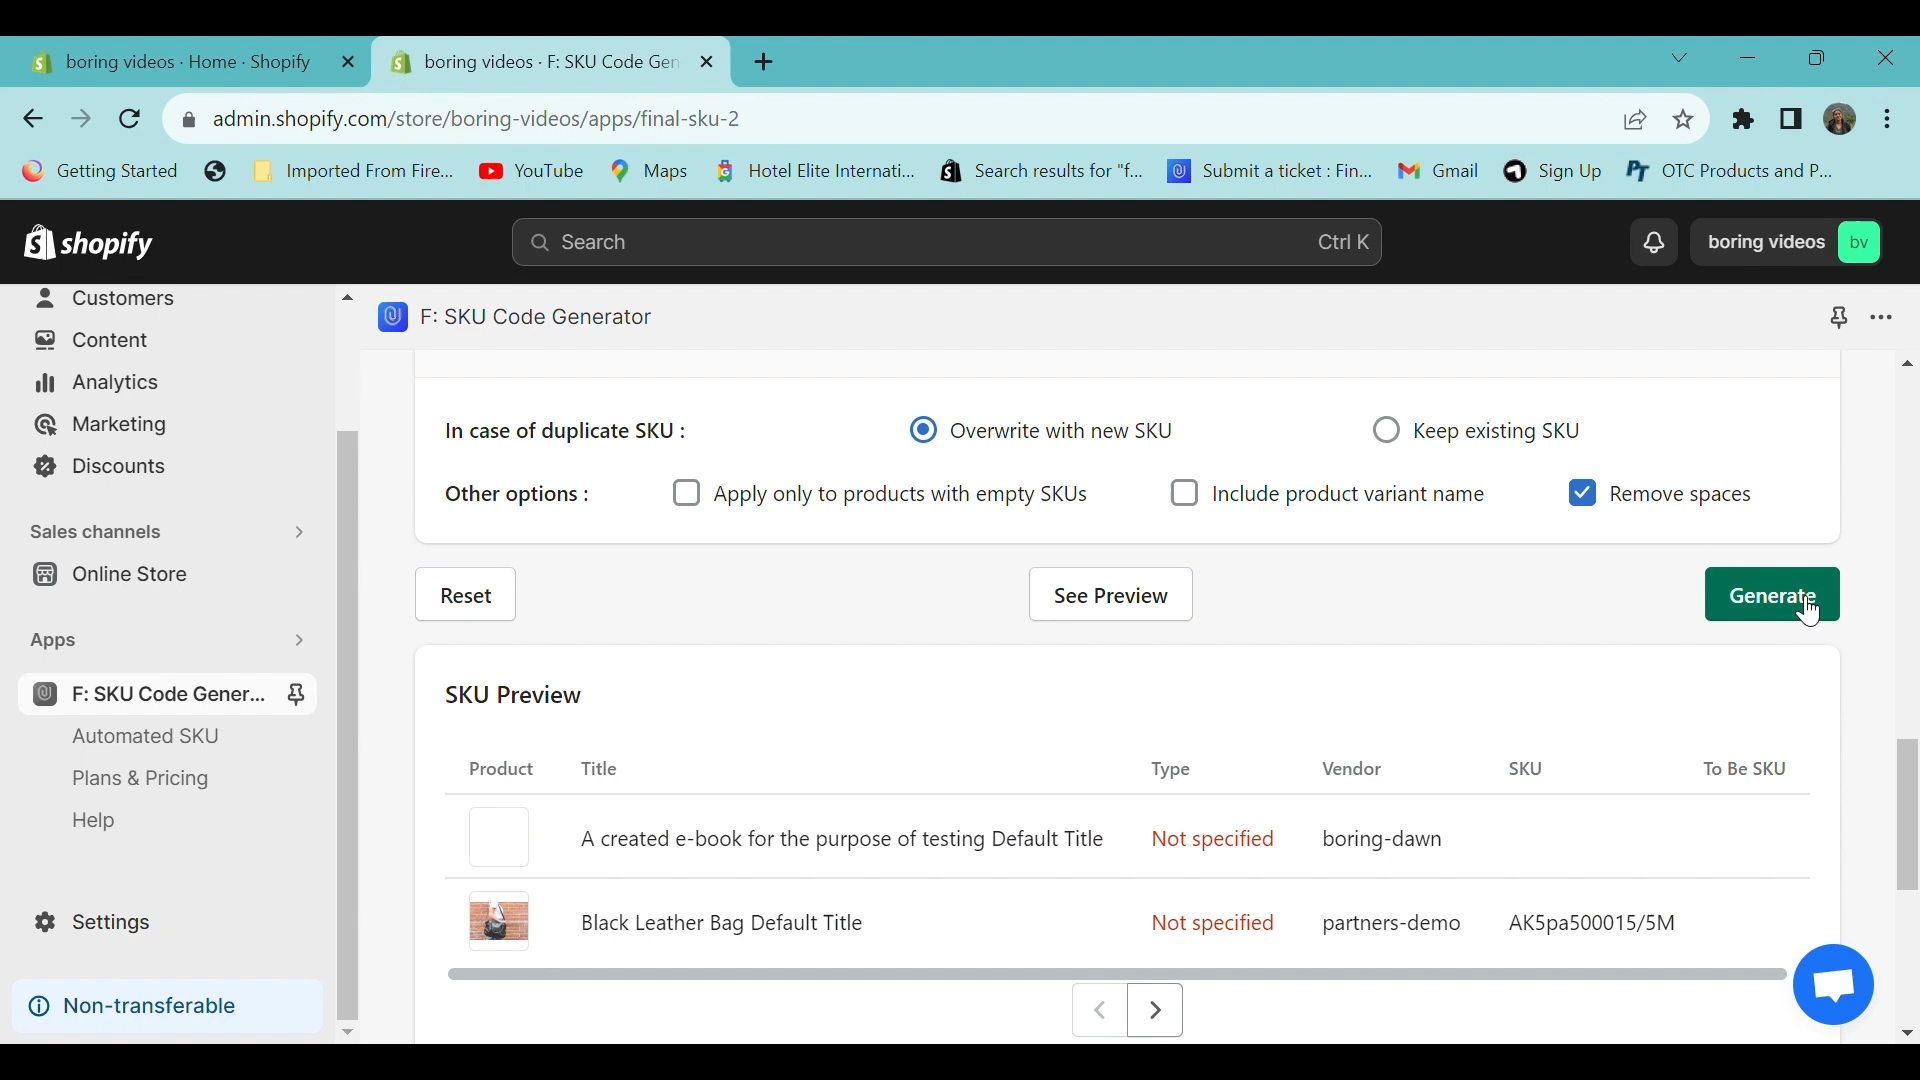 boring videos · Home · Shopify
boring videos · F: SKU Code Gen
admin.shopify.com/store/boring-videos/apps/final-sku-2
Getting Started
Imported From Fire...
YouTube
Maps
Hotel Elite Internati...
Search results for "f...
Submit a ticket : Fin...
Gmail
Sign Up
OTC Products and P...
shopify
Search
Ctrl K
boring videos
bv
Customers
Content
Analytics
Marketing
Discounts
Sales channels
Online Store
Apps
F: SKU Code Gener...
Automated SKU
Plans & Pricing
Help
Settings
Non-transferable
F: SKU Code Generator
In case of duplicate SKU :
Overwrite with new SKU
Keep existing SKU
Other options :
Apply only to products with empty SKUs
Include product variant name
Remove spaces
Reset
See Preview
Generate
SKU Preview
Product Title Type Vendor SKU To Be SKU
A created e-book for the purpose of testing Default Title Not specified boring-dawn
Black Leather Bag Default Title Not specified partners-demo AK5pa500015/5M